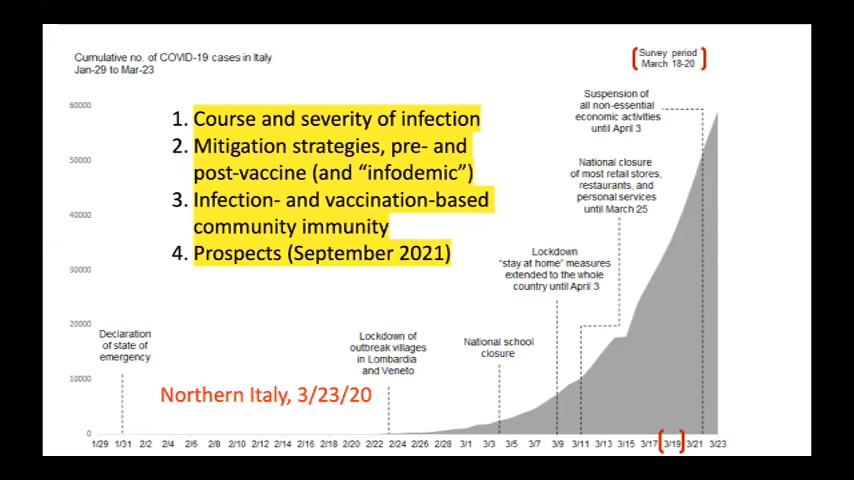 Cumulative no. of COVID-19 cases in Italy
Jan-29 to Mar-23
Survey period
March 18-20
1. Course and severity of infection
2. Mitigation strategies, pre- and
post-vaccine (and “infodemic”)
3. Infection- and vaccination-based
community immunity
4. Prospects (September 2021)
Suspension of
all non-essential
economic activities
until April 3
National closure
of most retail stores,
restaurants, and
personal services
until March 25
Lockdown
“stay at home” measures
extended to the whole
country until April 3
National school
closure
Lockdown of
outbreak villages
in Lombardia
and Veneto
Declaration
of state of
emergency
Northern Italy, 3/23/20
60000
50000
40000
30000
20000
10000
0
1/29 1/31 2/2 2/4 2/6 2/8 2/10 2/12 2/14 2/16 2/18 2/20 2/22 2/24 2/26 2/28 3/1 3/3 3/5 3/7 3/9 3/11 3/13 3/15 3/17 3/19 3/21 3/23